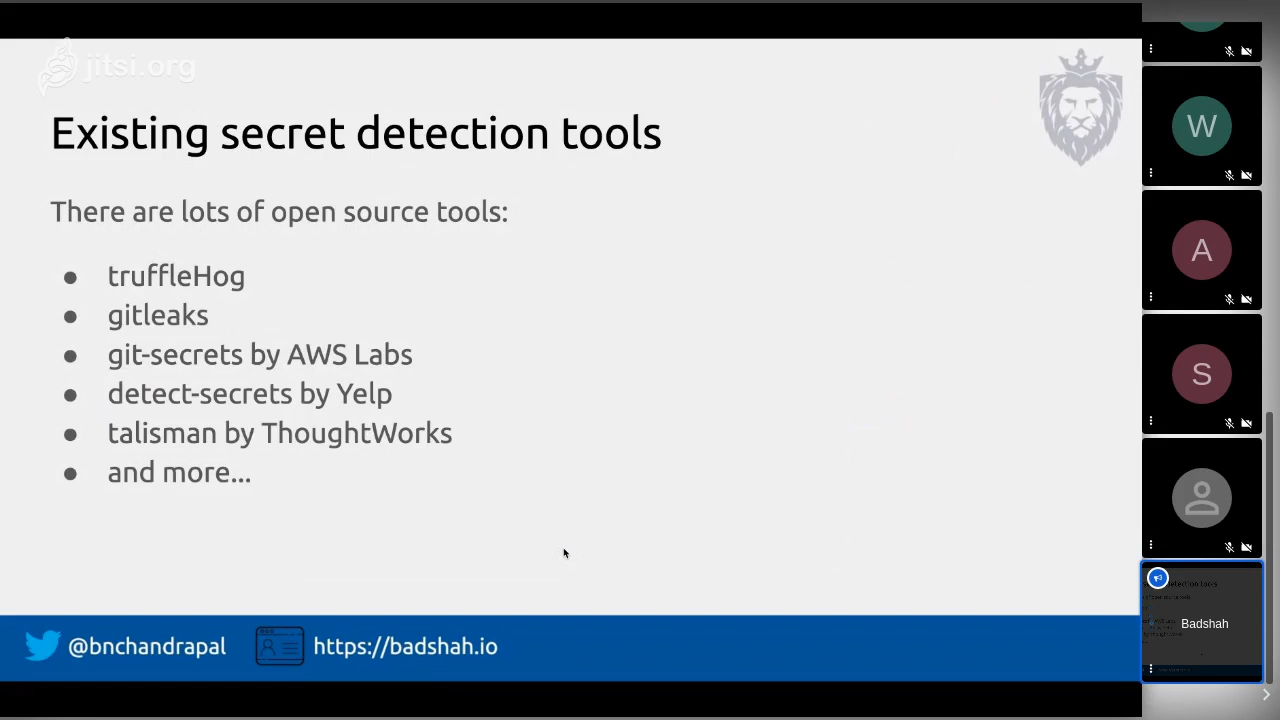 jitsi.org
Existing secret detection tools
There are lots of open source tools:
● truffleHog
● gitleaks
● git-secrets by AWS Labs
● detect-secrets by Yelp
● talisman by ThoughtWorks
● and more...
@bnchandrapal
https://badshah.io
W
A
S
Badshah